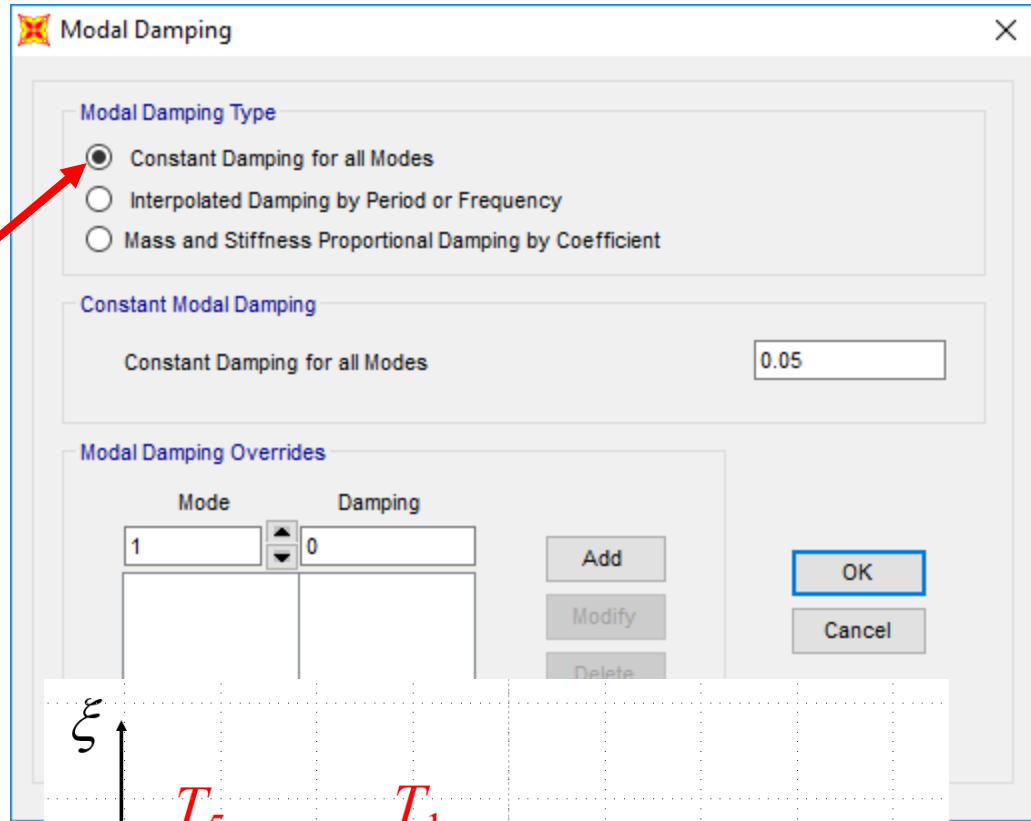 Modal Damping
Modal Damping Type
Constant Damping for all Modes
Interpolated Damping by Period or Frequency
Mass and Stiffness Proportional Damping by Coefficient
Constant Modal Damping
Constant Damping for all Modes 0.05
Modal Damping Overrides
Mode Damping
1 0
Add
OK
Modify
Cancel
Delete
ξ
T5 T1